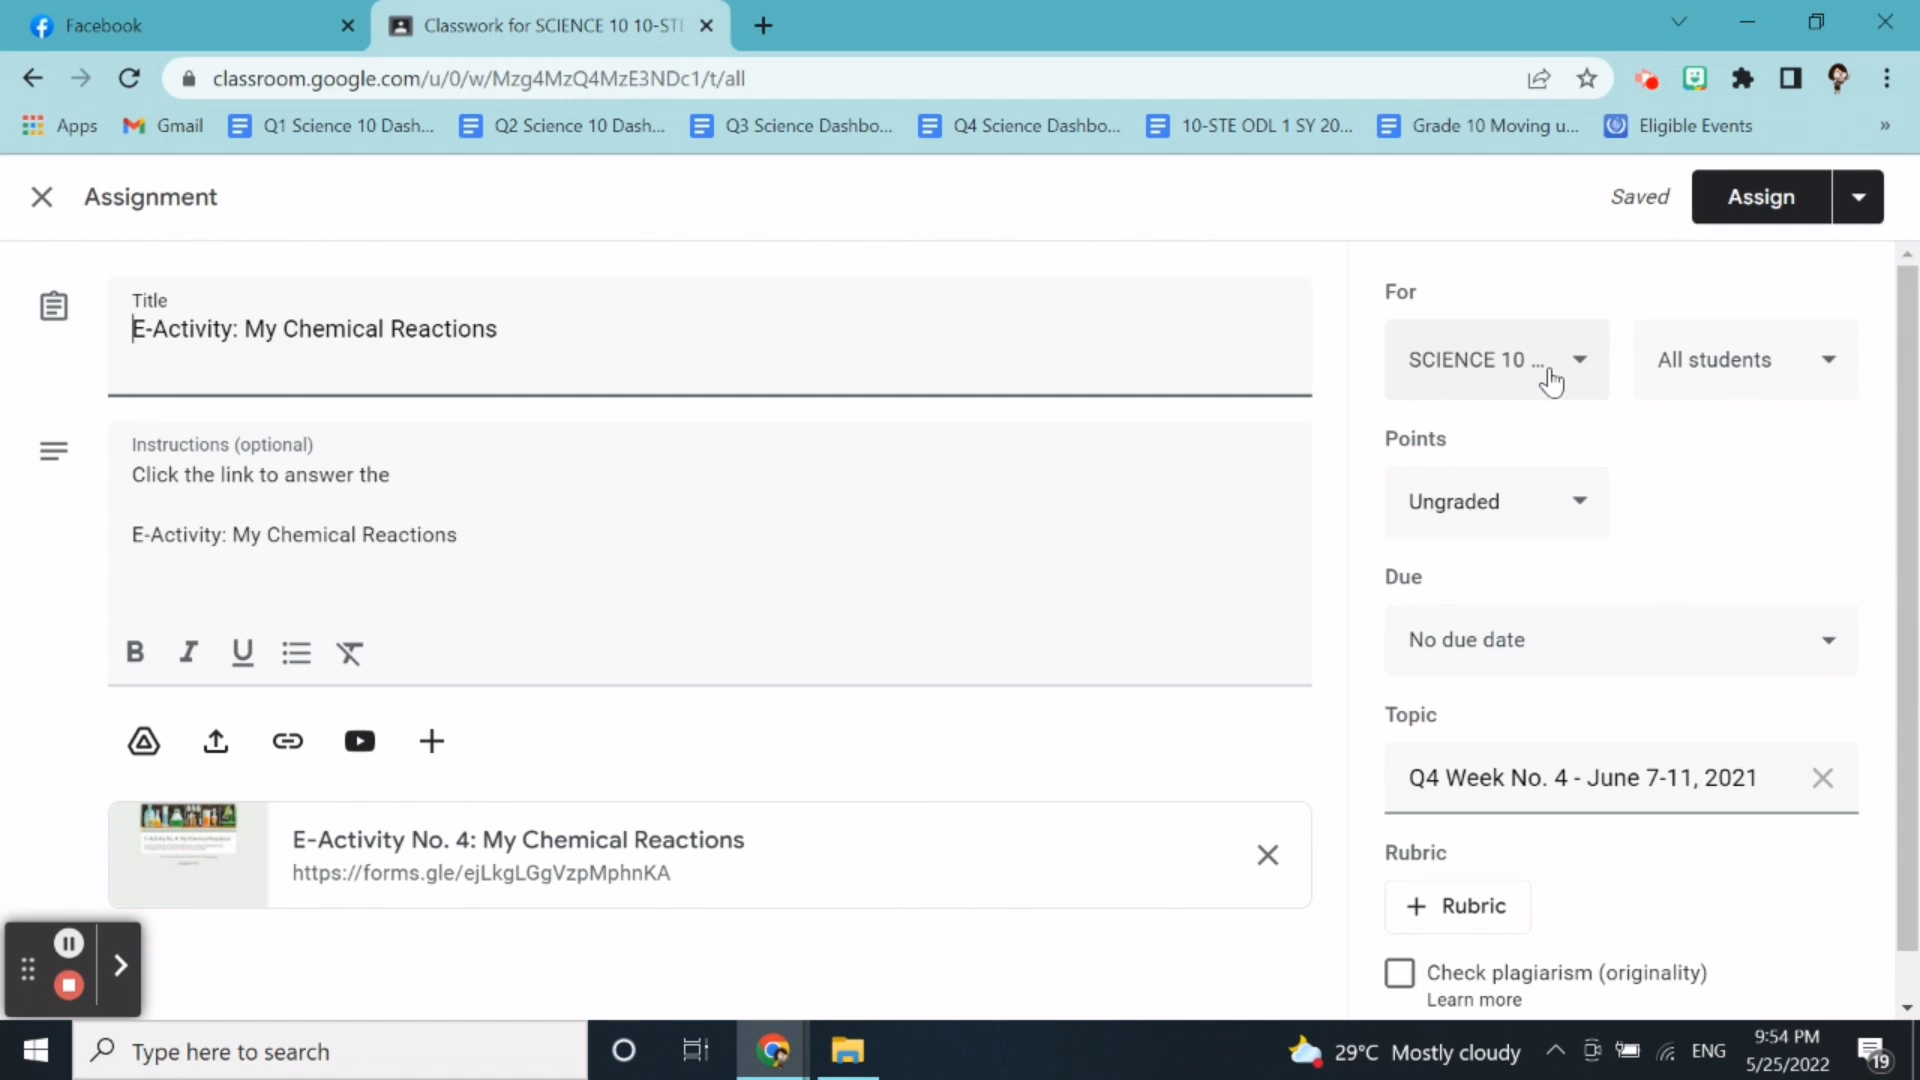 Facebook
Classwork for SCIENCE 10 10-STE
classroom.google.com/u/0/w/Mzg4MzQ4MzE3NDc1/t/all
Apps
Gmail
Q1 Science 10 Dash...
Q2 Science 10 Dash...
Q3 Science Dashbo...
Q4 Science Dashbo...
10-STE ODL 1 SY 20...
Grade 10 Moving u...
Eligible Events
»
Assignment
Saved
Assign
Title
E-Activity: My Chemical Reactions
Instructions (optional)
Click the link to answer the
E-Activity: My Chemical Reactions
B I U
E-Activity No. 4: My Chemical Reactions
https://forms.gle/ejLkgLGgVzpMphnKA
For
SCIENCE 10 ...
All students
Points
Ungraded
Due
No due date
Topic
Q4 Week No. 4 - June 7-11, 2021
Rubric
+ Rubric
Check plagiarism (originality)
Learn more
Type here to search
29°C Mostly cloudy
ENG
9:54 PM
5/25/2022
19